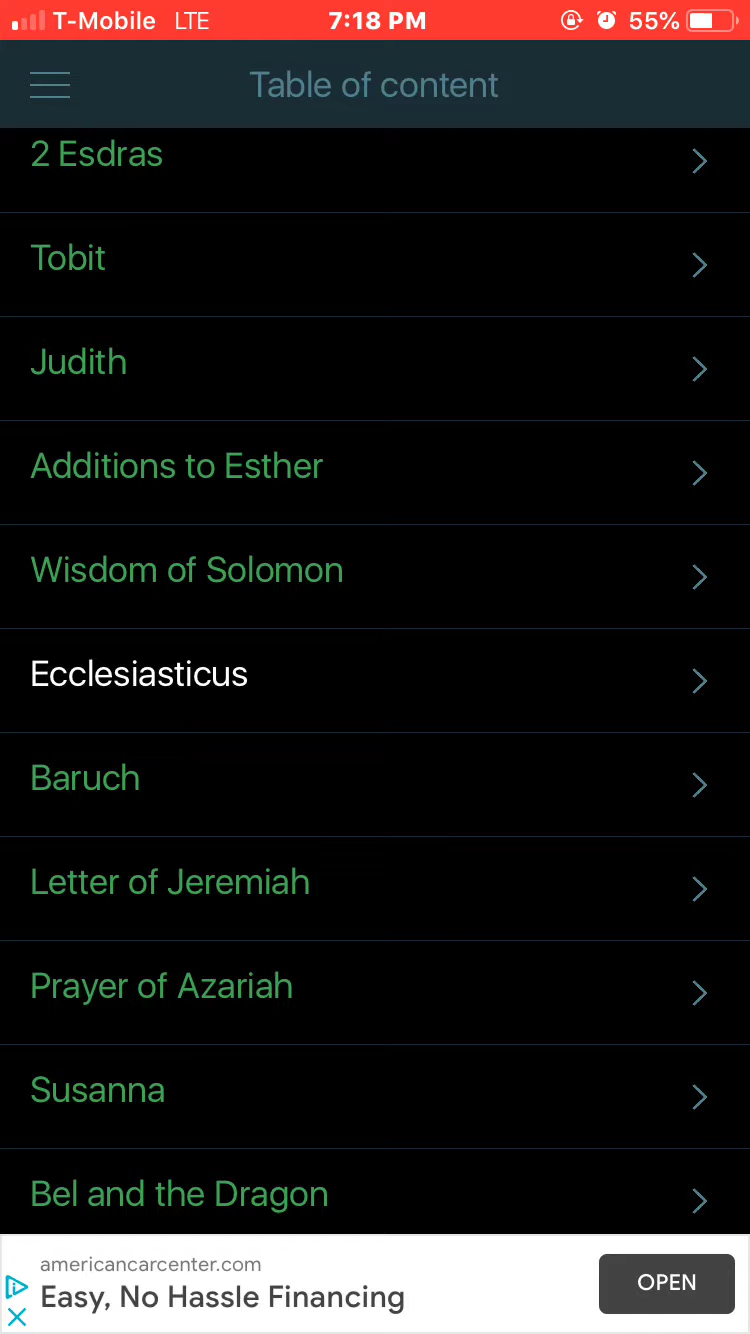 T-Mobile LTE 7:18 PM 55%
Table of content
2 Esdras
Tobit
Judith
Additions to Esther
Wisdom of Solomon
Ecclesiasticus
Baruch
Letter of Jeremiah
Prayer of Azariah
Susanna
Bel and the Dragon
americancarcenter.com
Easy, No Hassle Financing
OPEN